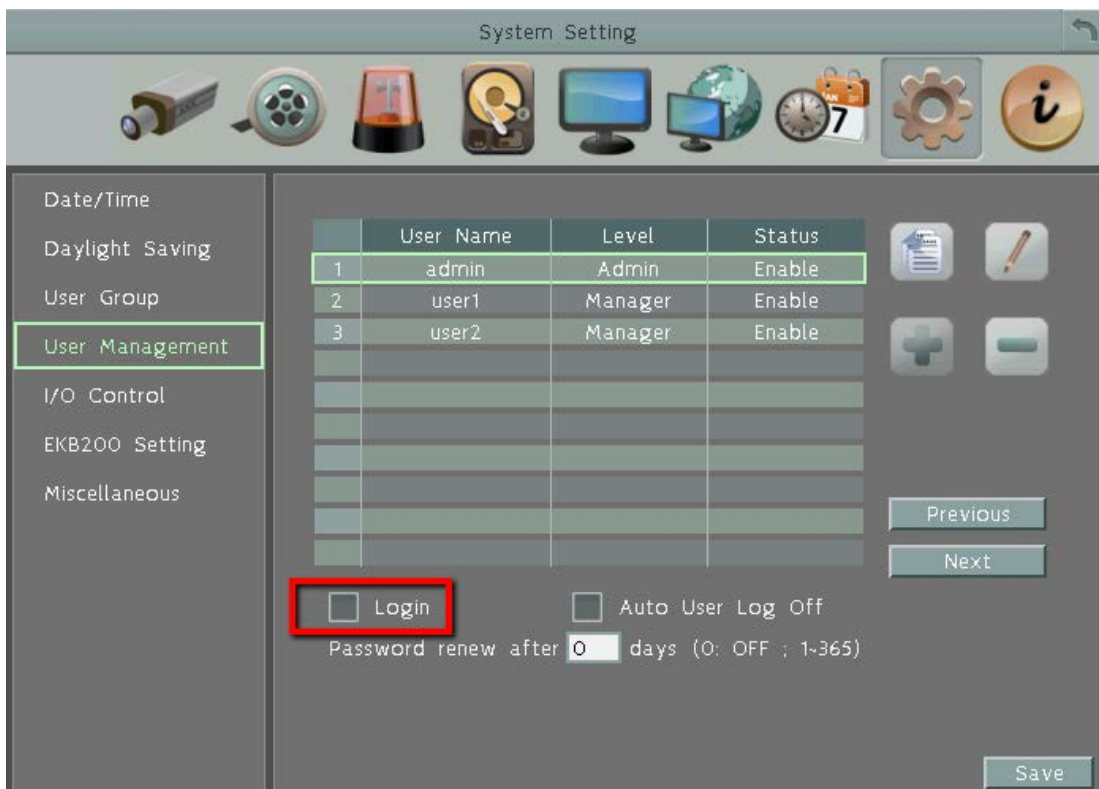 System Setting
JAN
7
i
Date/Time
Daylight Saving
User Group
User Management
I/O Control
EKB200 Setting
Miscellaneous
User Name Level Status
1 admin Admin Enable
2 user1 Manager Enable
3 user2 Manager Enable
Previous
Next
Login Auto User Log Off
Password renew after 0 days (0: OFF ; 1~365)
Save